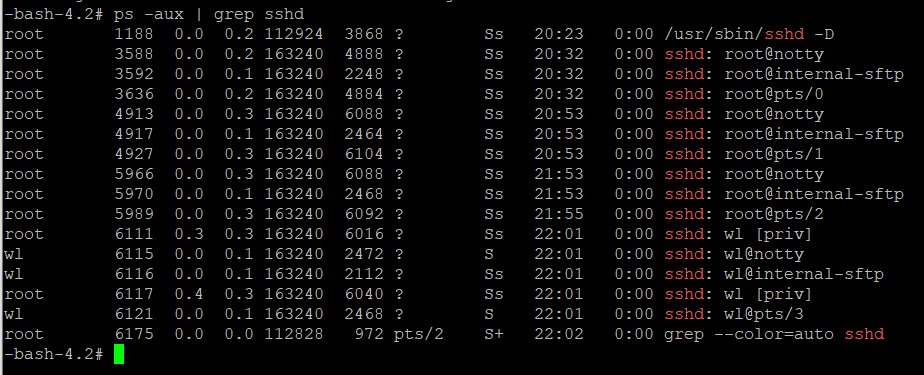 -bash-4.2# ps -aux | grep sshd
root 1188 0.0 0.2 112924 3868 ? Ss 20:23 0:00 /usr/sbin/sshd -D
root 3588 0.0 0.2 163240 4888 ? Ss 20:32 0:00 sshd: root@notty
root 3592 0.0 0.1 163240 2248 ? Ss 20:32 0:00 sshd: root@internal-sftp
root 3636 0.0 0.2 163240 4884 ? Ss 20:32 0:00 sshd: root@pts/0
root 4913 0.0 0.3 163240 6088 ? Ss 20:53 0:00 sshd: root@notty
root 4917 0.0 0.1 163240 2464 ? Ss 20:53 0:00 sshd: root@internal-sftp
root 4927 0.0 0.3 163240 6104 ? Ss 20:53 0:00 sshd: root@pts/1
root 5966 0.0 0.3 163240 6088 ? Ss 21:53 0:00 sshd: root@notty
root 5970 0.0 0.1 163240 2468 ? Ss 21:53 0:00 sshd: root@internal-sftp
root 5989 0.0 0.3 163240 6092 ? Ss 21:55 0:00 sshd: root@pts/2
root 6111 0.3 0.3 163240 6016 ? Ss 22:01 0:00 sshd: wl [priv]
wl 6115 0.0 0.1 163240 2472 ? S 22:01 0:00 sshd: wl@notty
wl 6116 0.0 0.1 163240 2112 ? Ss 22:01 0:00 sshd: wl@internal-sftp
root 6117 0.4 0.3 163240 6040 ? Ss 22:01 0:00 sshd: wl [priv]
wl 6121 0.0 0.1 163240 2468 ? S 22:01 0:00 sshd: wl@pts/3
root 6175 0.0 0.0 112828 972 pts/2 S+ 22:02 0:00 grep --color=auto sshd
-bash-4.2#